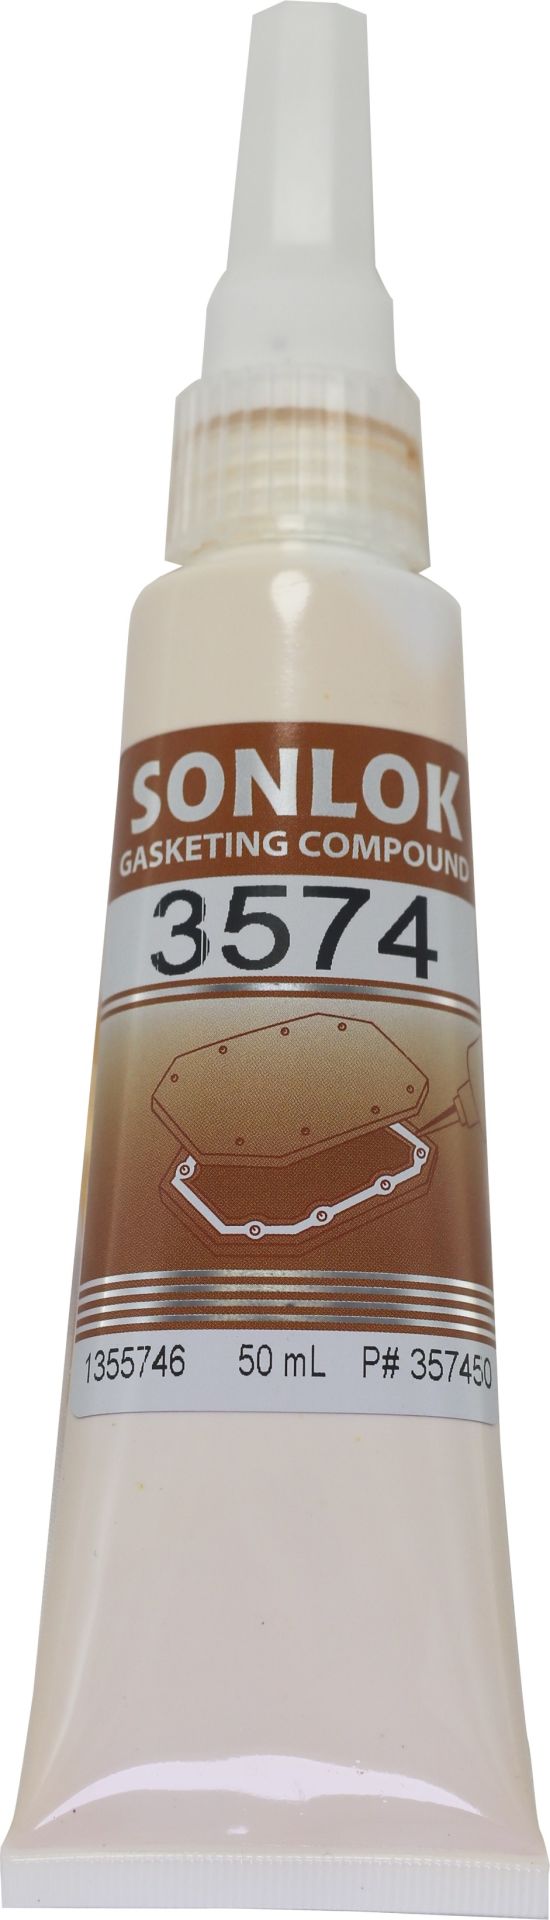 SONLOK
GASKETING COMPOUND
3574
1355746 50 mL P# 357450